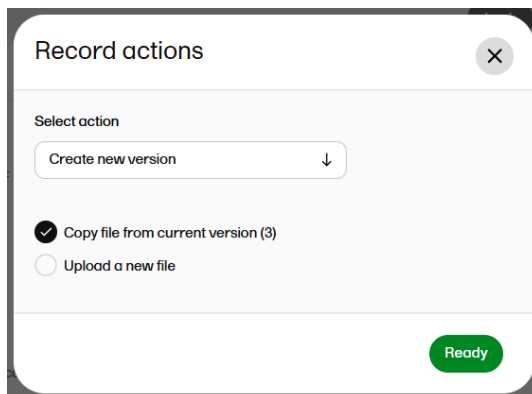 Record actions
Select action
Create new version
Copy file from current version (3)
Upload a new file
Ready